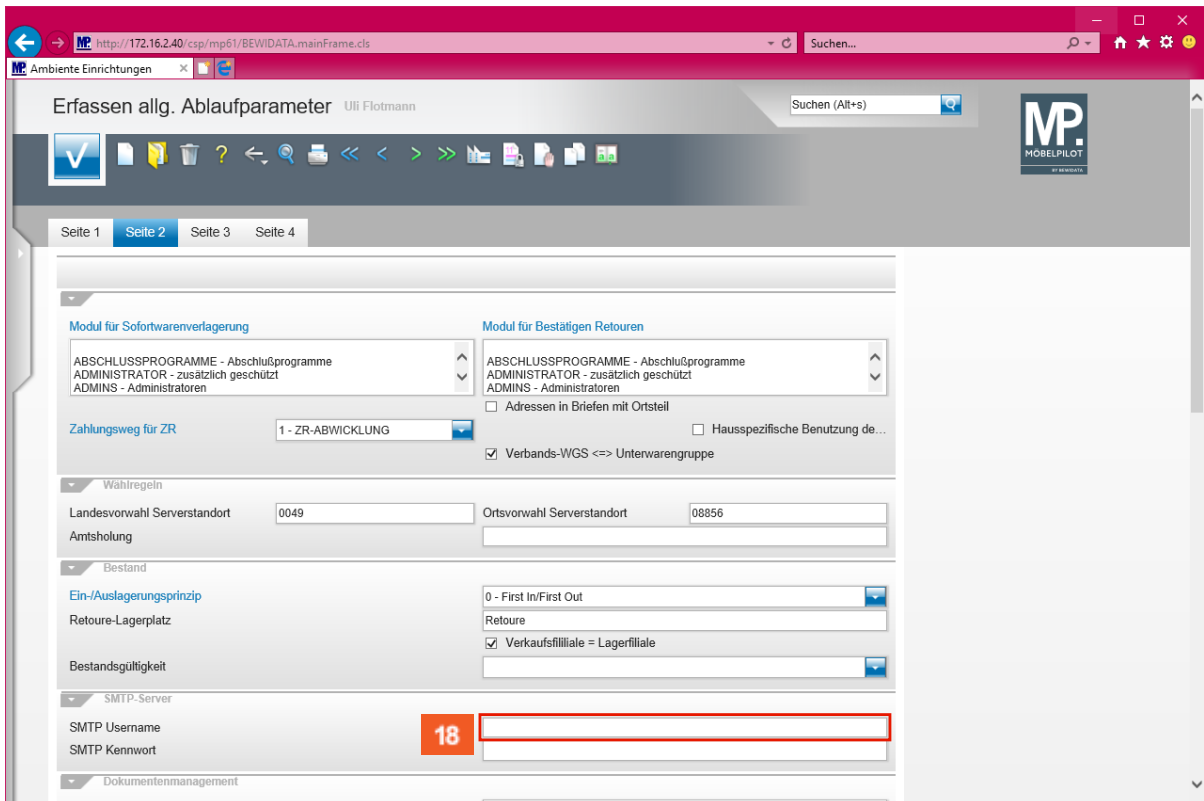 http://172.16.2.40/csp/mp61/BEWIDATA.mainFrame.cls
Suchen...
MP. Ambiente Einrichtungen
Erfassen allg. Ablaufparameter Uli Flotmann
Suchen (Alt+s)
MP.
MÖBELPILOT
BY BEWIDATA
Seite 1 Seite 2 Seite 3 Seite 4
Modul für Sofortwarenverlagerung Modul für Bestätigen Retouren
ABSCHLUSSPROGRAMME - Abschlußprogramme ABSCHLUSSPROGRAMME - Abschlußprogramme
ADMINISTRATOR - zusätzlich geschützt ADMINISTRATOR - zusätzlich geschützt
ADMINS - Administratoren ADMINS - Administratoren
Adressen in Briefen mit Ortsteil
Zahlungsweg für ZR 1 - ZR-ABWICKLUNG Hausspezifische Benutzung de...
Verbands-WGS <=> Unterwarengruppe
Wählregeln
Landesvorwahl Serverstandort 0049 Ortsvorwahl Serverstandort 08856
Amtsholung
Bestand
Ein-/Auslagerungsprinzip 0 - First In/First Out
Retoure-Lagerplatz Retoure
Verkaufsfililiale = Lagerfiliale
Bestandsgültigkeit
SMTP-Server
SMTP Username
18
SMTP Kennwort
Dokumentenmanagement